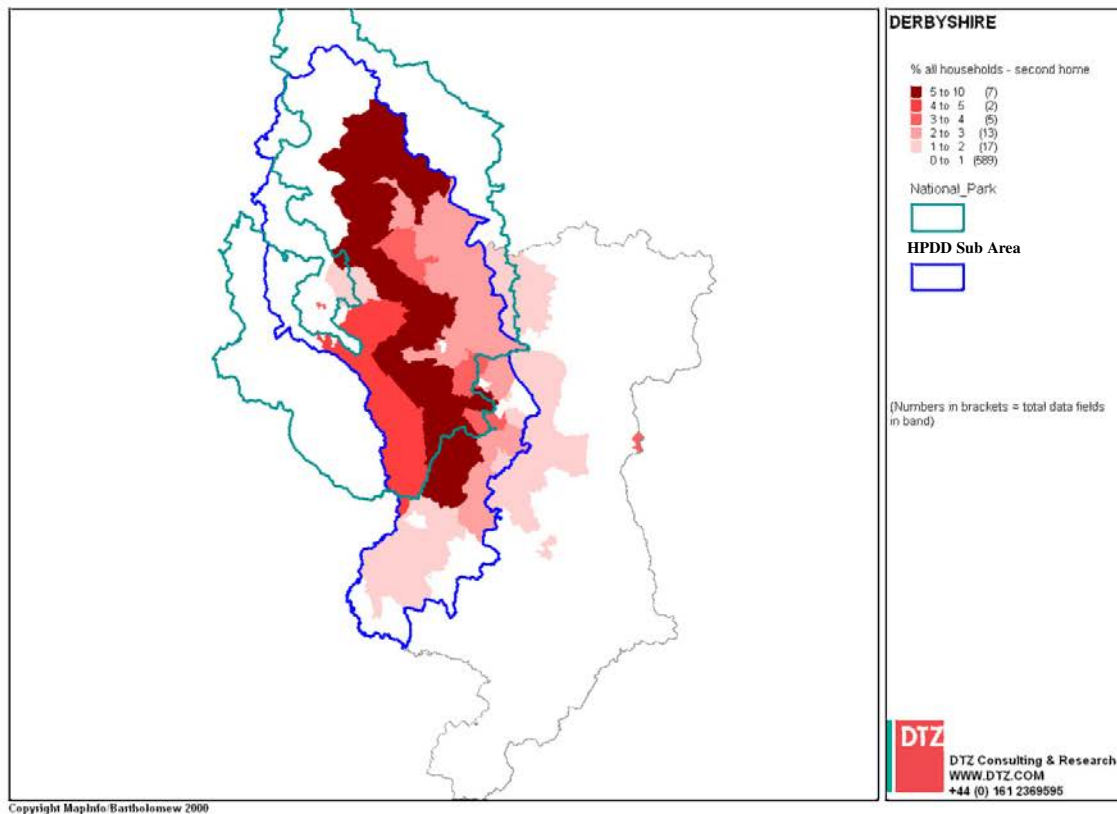 DERBYSHIRE
% all households - second home
5 to 10 (7)
4 to 5 (2)
3 to 4 (5)
2 to 3 (13)
1 to 2 (17)
0 to 1 (589)
National_Park
HPDD Sub Area
(Numbers in brackets = total data fields
in band)
DTZ
DTZ Consulting & Research
WWW.DTZ.COM
+44 (0) 161 2369595
Copyright MapInfo/Bartholomew 2000